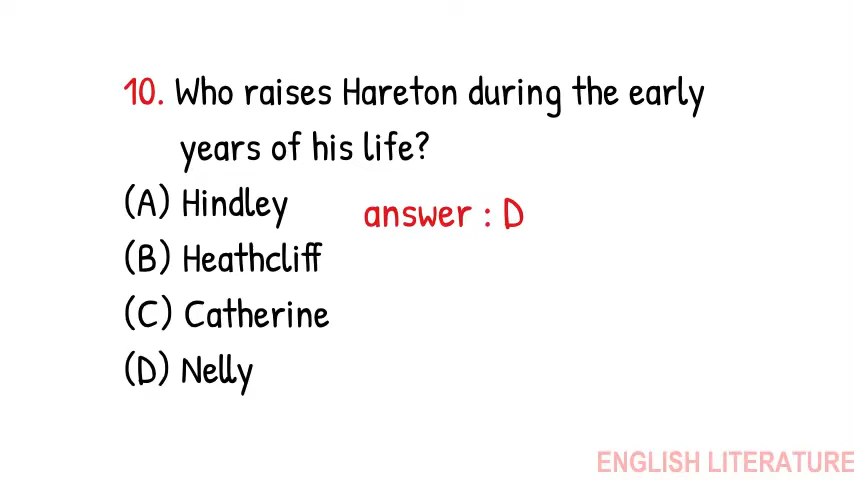 10. Who raises Hareton during the early
years of his life?
(A) Hindley
answer : D
(B) Heathcliff
(C) Catherine
(D) Nelly
ENGLISH LITERATURE